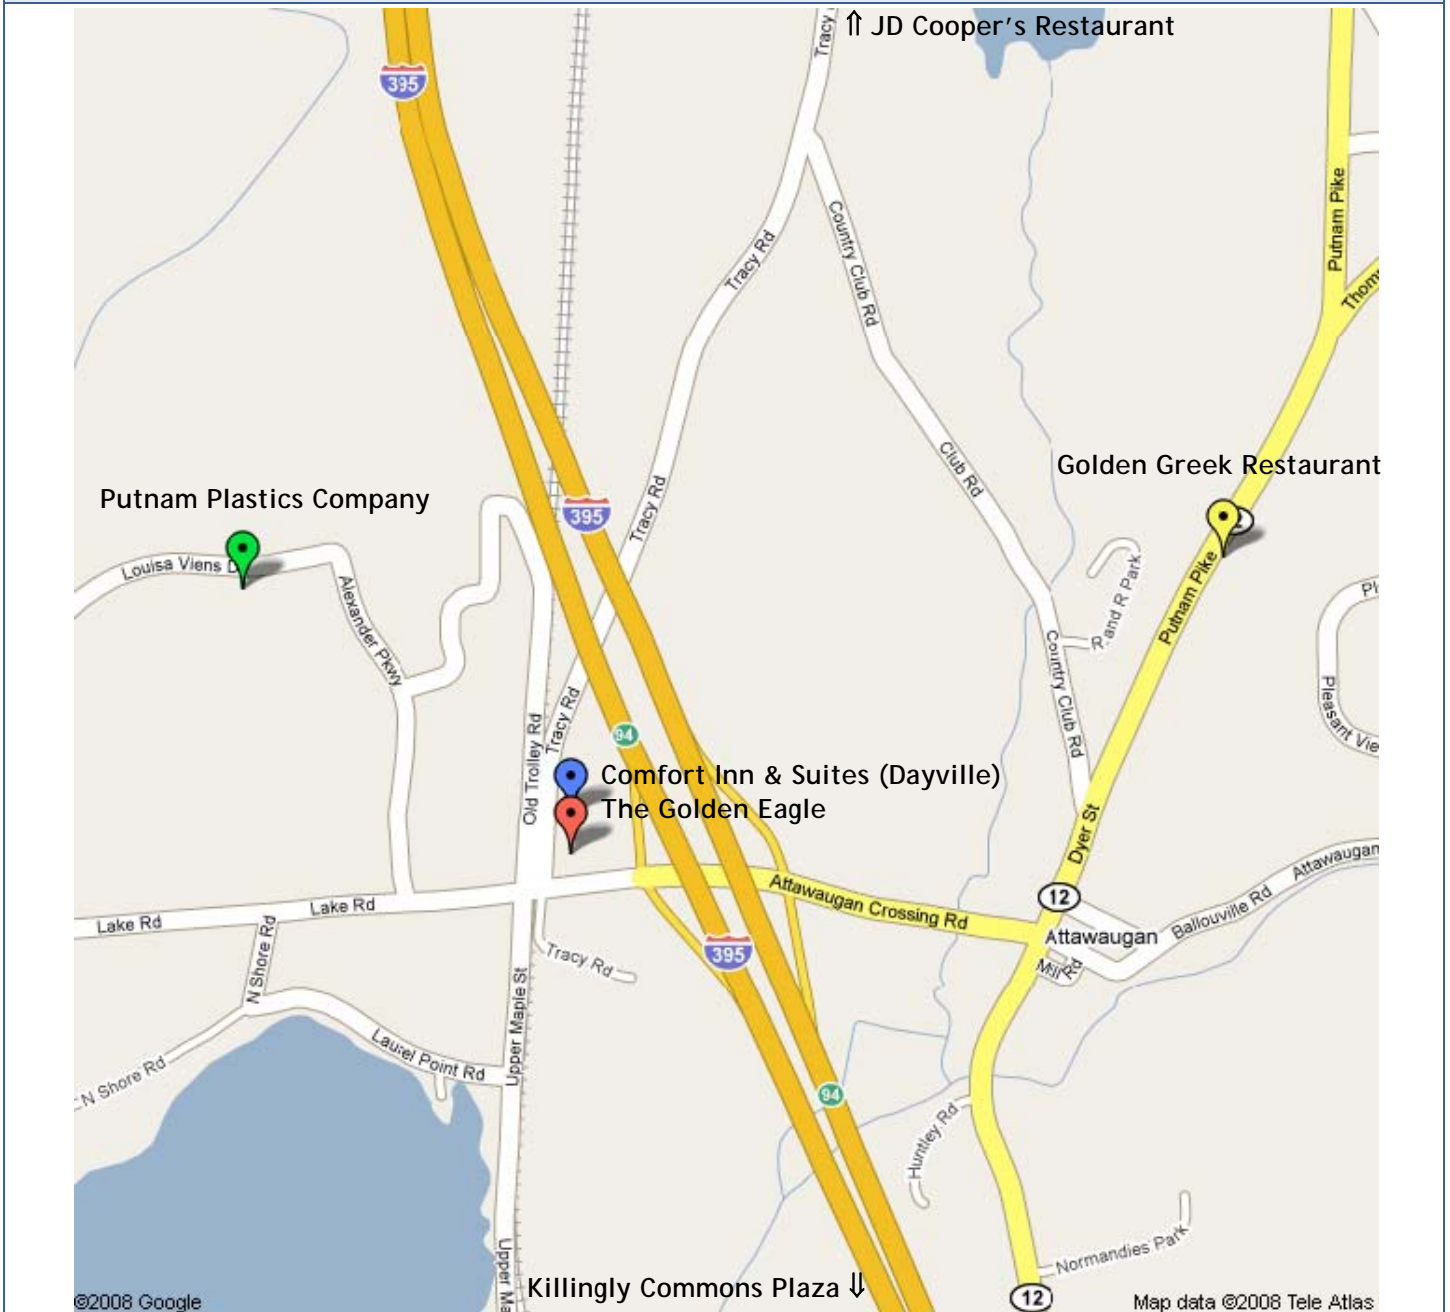 Tracy
⇑ JD Cooper's Restaurant
395
Putnam Pike
Country Club Rd
Tracy Rd
Club Rd
Golden Greek Restaurant
Putnam Plastics Company
395
Tracy Rd
Louisa Viens
Alexander Pkwy
R and R Park
Putnam Pike
Country Club Rd
Pleasant
Tracy Rd
Old Trolley Rd
94
Comfort Inn & Suites (Dayville)
The Golden Eagle
Dyer St
Attawaugan
Ballouville Rd
Attawaugan Crossing Rd
12
Lake Rd
Lake Rd
Attawaugan
Mill Rd
395
Tracy Rd
N Shore Rd
Upper Maple St
Laurel Point Rd
N Shore Rd
94
Huntley Rd
Normandies Park
Upper
Killingly Commons Plaza ⇓
12
©2008 Google
Map data ©2008 Tele Atlas